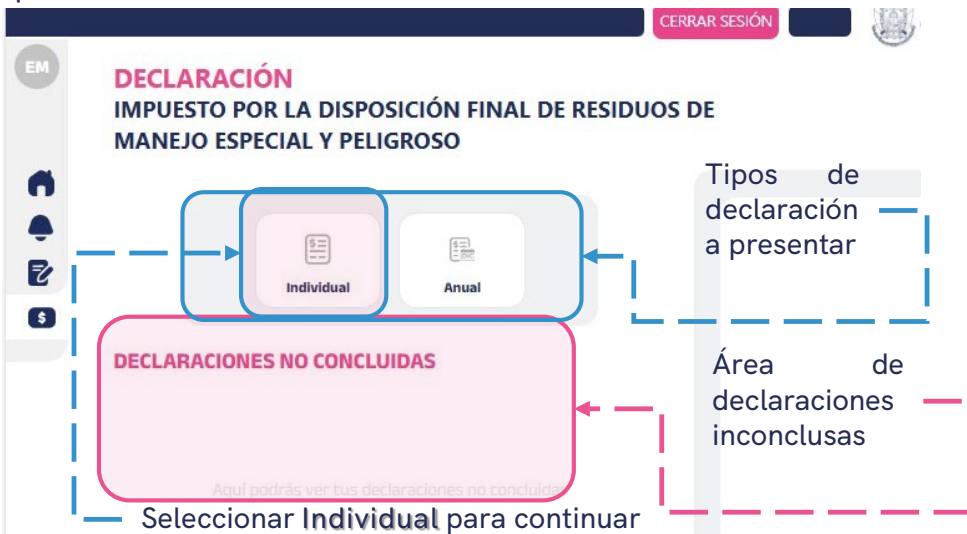 CERRAR SESIÓN
EM
DECLARACIÓN
IMPUESTO POR LA DISPOSICIÓN FINAL DE RESIDUOS DE
MANEJO ESPECIAL Y PELIGROSO
Tipos de
declaración
a presentar
Individual
Anual
DECLARACIONES NO CONCLUIDAS
Área de
declaraciones
inconclusas
Aquí podrás ver tus declaraciones no concluidas
Seleccionar Individual para continuar